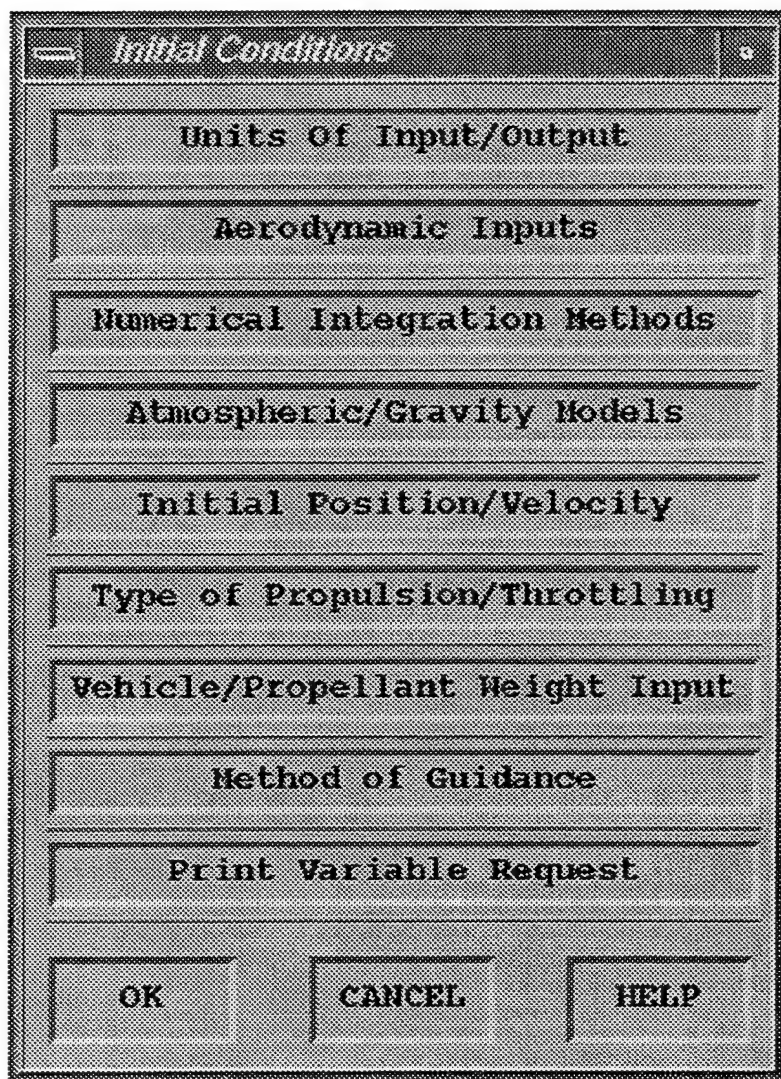 Initial Conditions
Units Of Input/Output
Aerodynamic Inputs
Numerical Integration Methods
Atmospheric/Gravity Models
Initial Position/Velocity
Type of Propulsion/Throttling
Vehicle/Propellant Weight Input
Method of Guidance
Print Variable Request
OK CANCEL HELP